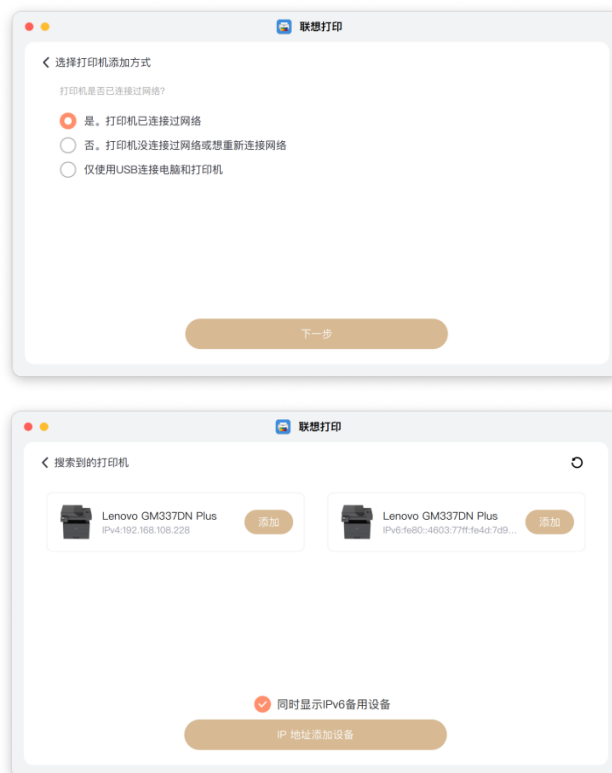 联想打印
选择打印机添加方式
打印机是否已连接过网络?
是。打印机已连接过网络
否。打印机没连接过网络或想重新连接网络
仅使用USB连接电脑和打印机
下一步
联想打印
搜索到的打印机
Lenovo GM337DN Plus
IPv4:192.168.108.228
添加
Lenovo GM337DN Plus
IPv6:fe80::4603:77ff:fe4d:7d9...
添加
同时显示IPv6备用设备
IP 地址添加设备